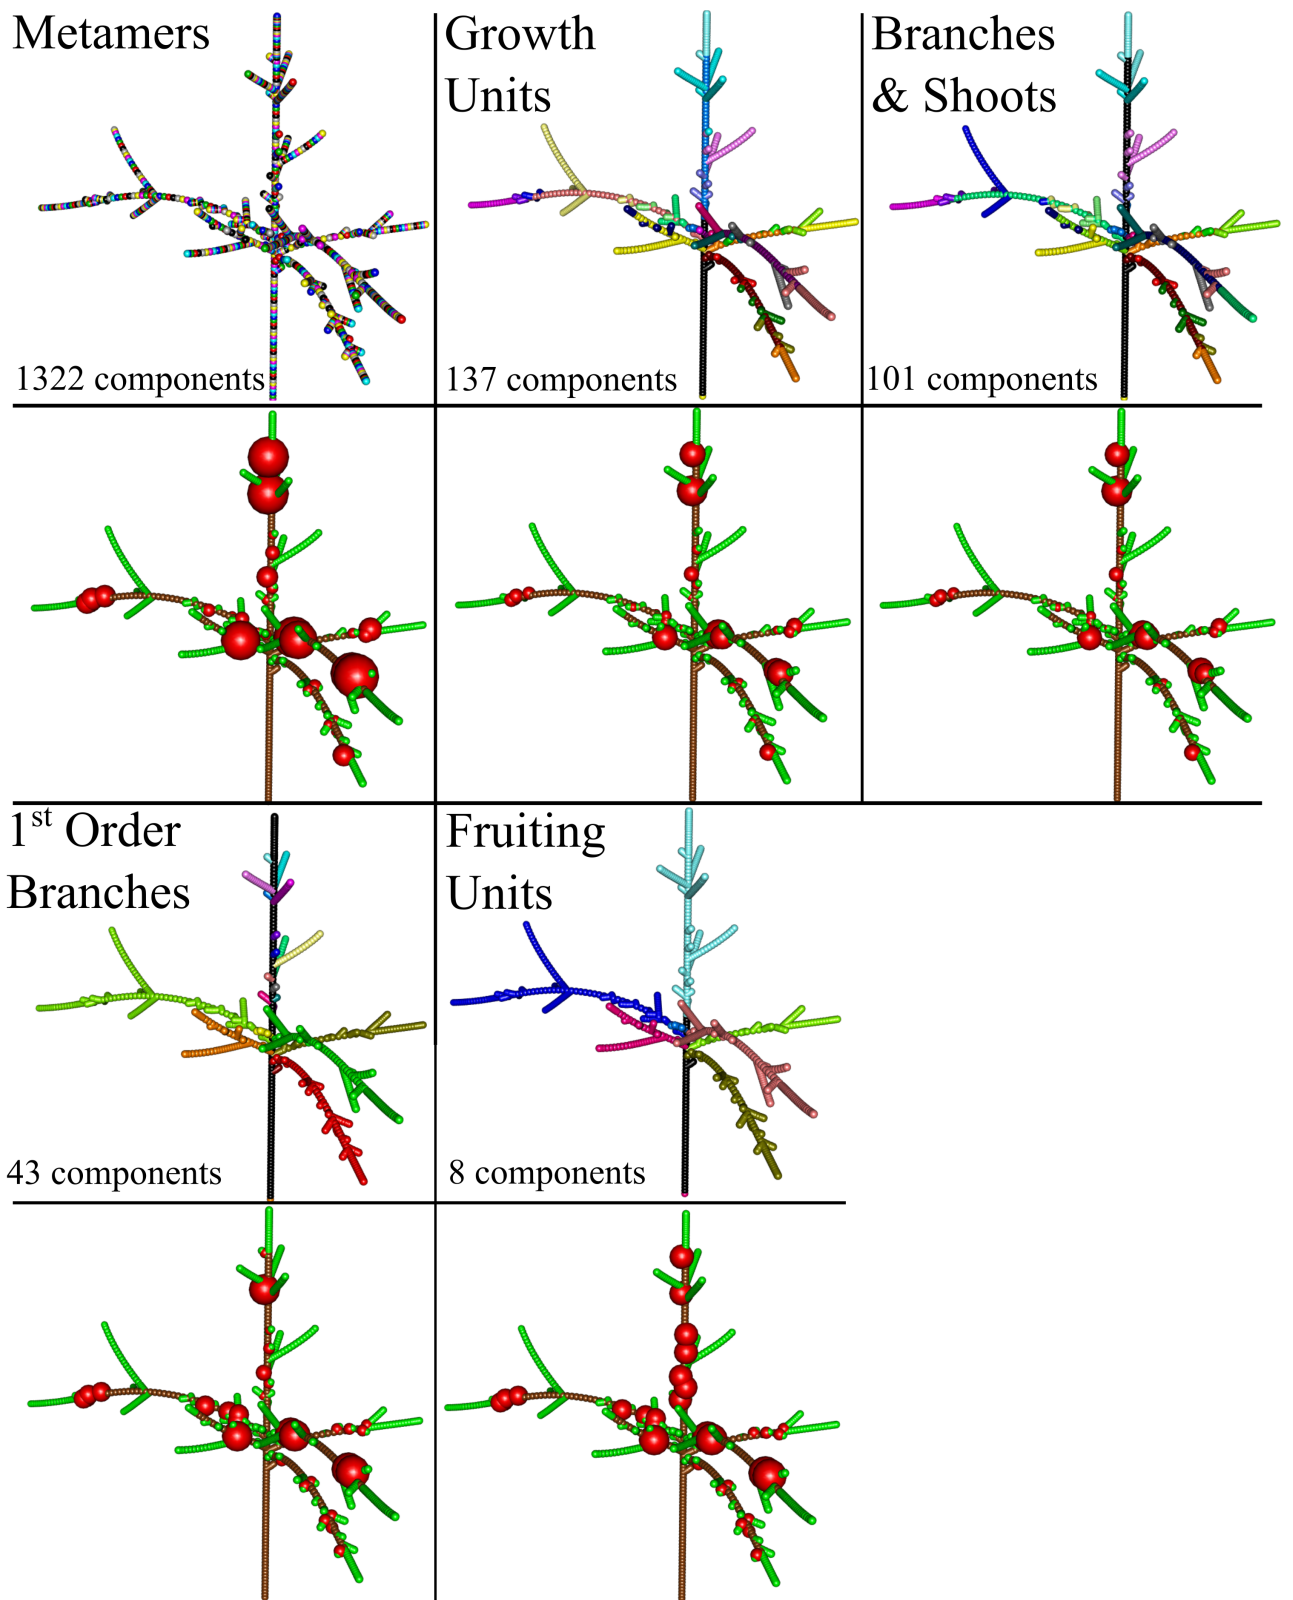 Metamers
1322 components
Growth
Units
137 components
Branches
& Shoots
101 components
1st Order
Branches
43 components
Fruiting
Units
8 components